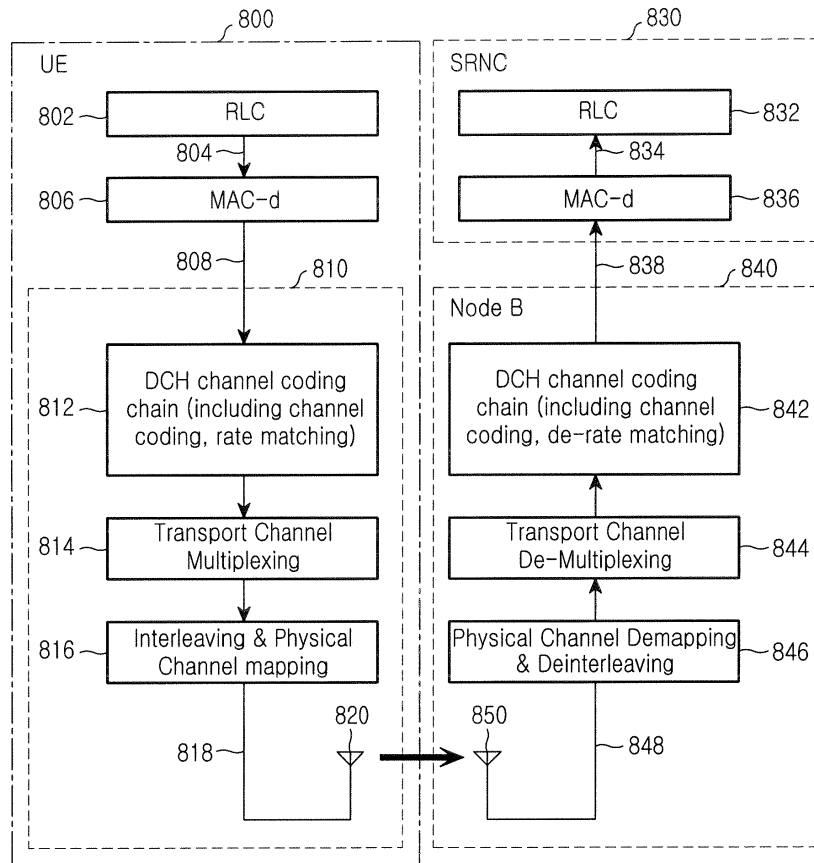 800
UE
802
RLC
804
806
MAC-d
808
810
812
DCH channel coding
chain (including channel
coding, rate matching)
814
Transport Channel
Multiplexing
816
Interleaving & Physical
Channel mapping
818
820
830
SRNC
RLC
832
834
MAC-d
836
838
840
Node B
DCH channel coding
chain (including channel
coding, de-rate matching)
842
Transport Channel
De-Multiplexing
844
Physical Channel Demapping
& Deinterleaving
846
850
848